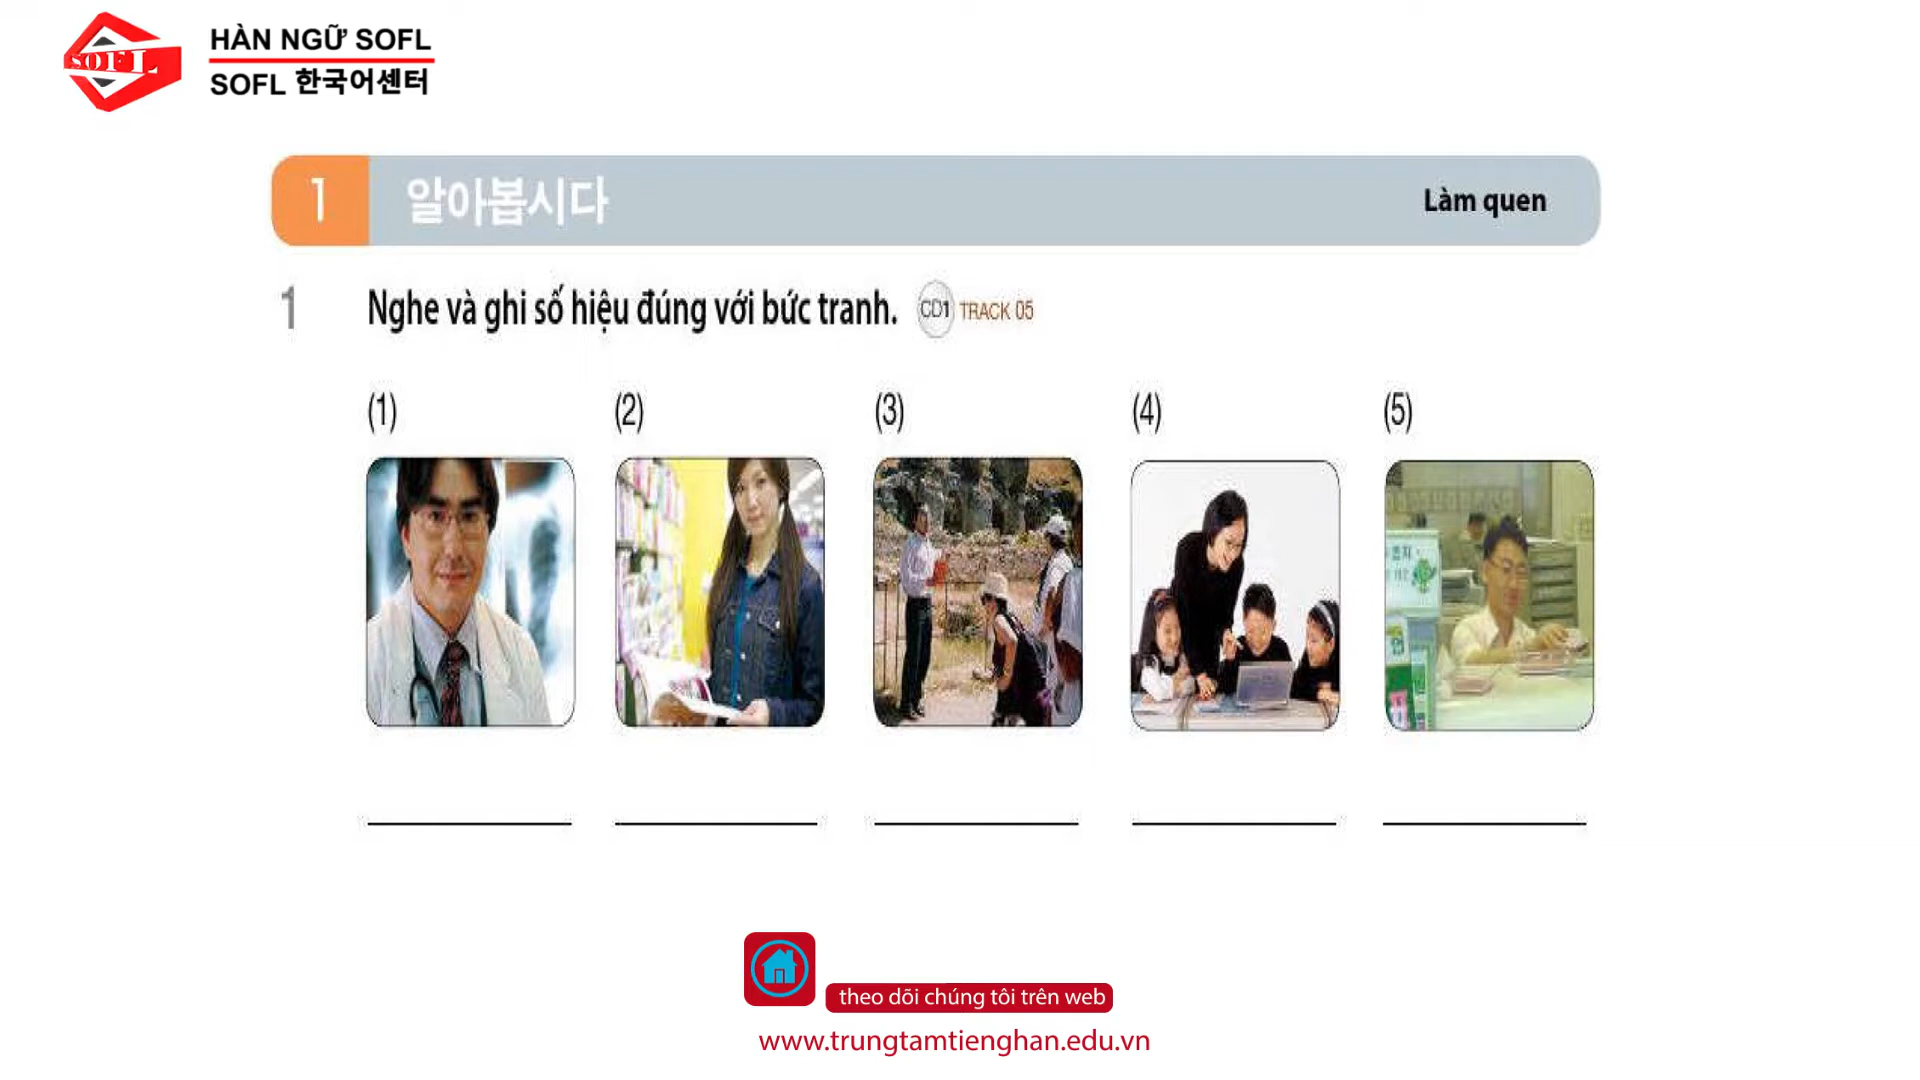 SOFL
HÀN NGỮ SOFL
SOFL 한국어센터
1 알아봅시다 Làm quen
1 Nghe và ghi số hiệu đúng với bức tranh. CD1 TRACK 05
(1) (2) (3) (4) (5)
theo dõi chúng tôi trên web
www.trungtamtienghan.edu.vn